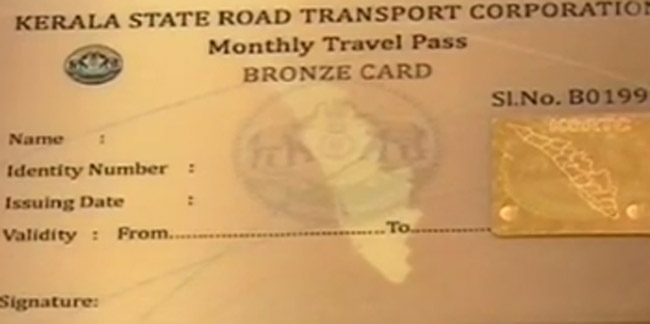 KERALA STATE ROAD TRANSPORT CORPORATION
Monthly Travel Pass
BRONZE CARD
Sl.No. B0199
Name :
Identity Number :
Issuing Date :
Validity : From..........................................To...............
Signature: